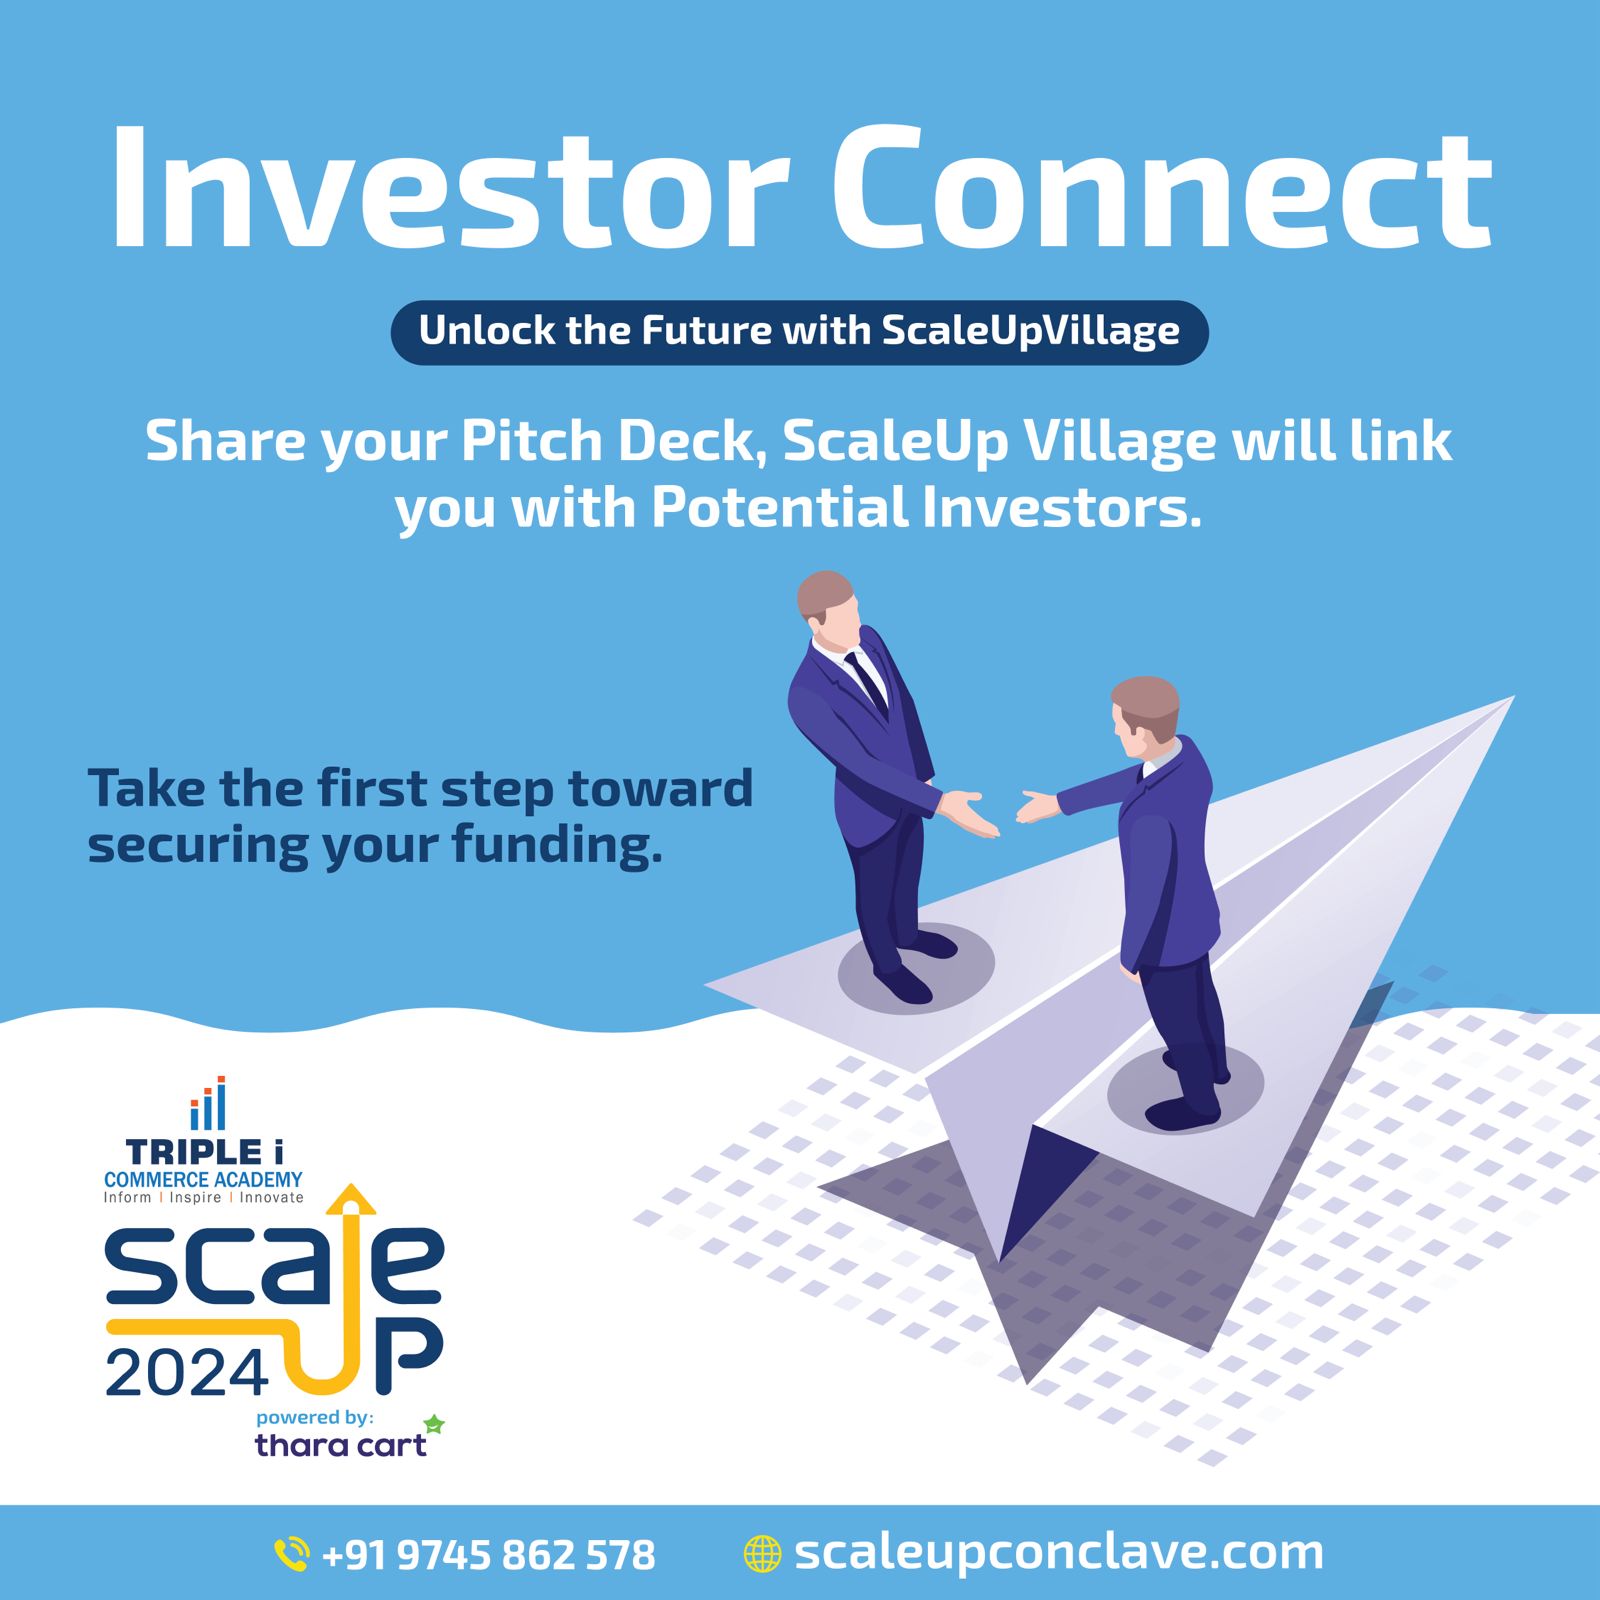 Investor Connect
Unlock the Future with ScaleUpVillage
Share your Pitch Deck, ScaleUp Village will link
you with Potential Investors.
Take the first step toward
securing your funding.
TRIPLE i
COMMERCE ACADEMY
Inform | Inspire | Innovate
scale
UP
2024
powered by:
thara cart
+91 9745 862 578
scaleupconclave.com